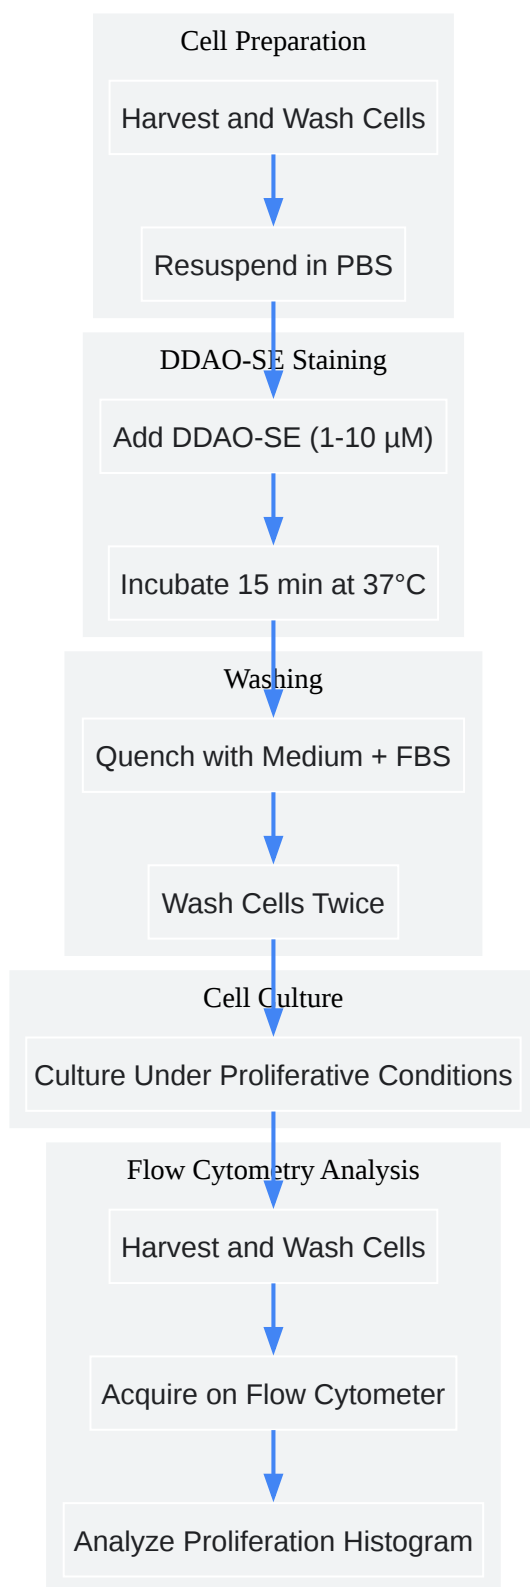 Cell Preparation
Harvest and Wash Cells
Resuspend in PBS
DDAO-SE Staining
Add DDAO-SE (1-10 µM)
Incubate 15 min at 37°C
Washing
Quench with Medium + FBS
Wash Cells Twice
Cell Culture
Culture Under Proliferative Conditions
Flow Cytometry Analysis
Harvest and Wash Cells
Acquire on Flow Cytometer
Analyze Proliferation Histogram